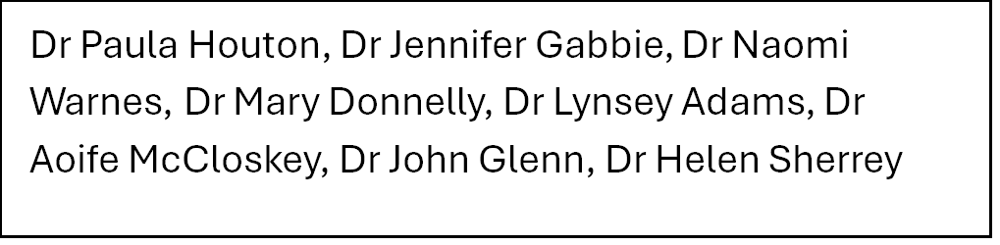 Dr Paula Houton, Dr Jennifer Gabbie, Dr Naomi
Warnes, Dr Mary Donnelly, Dr Lynsey Adams, Dr
Aoife McCloskey, Dr John Glenn, Dr Helen Sherrey